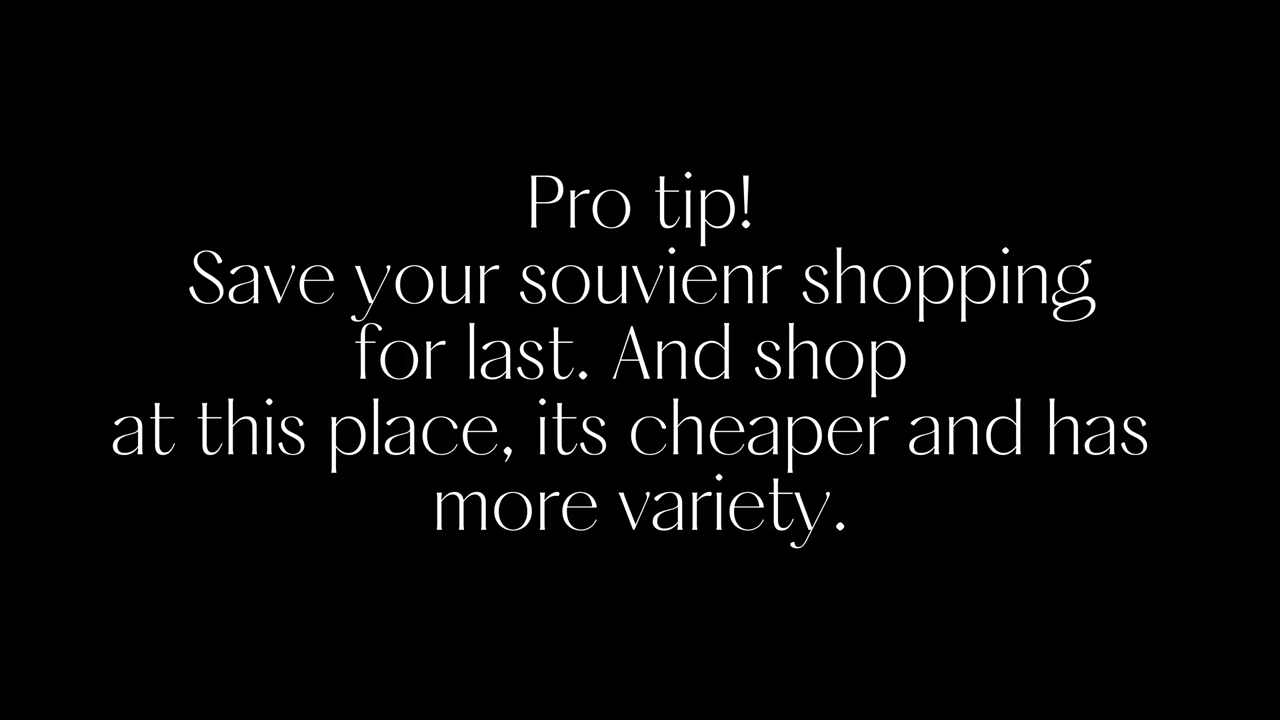 Pro tip!
Save your souvienr shopping
for last. And shop
at this place, its cheaper and has
more variety.